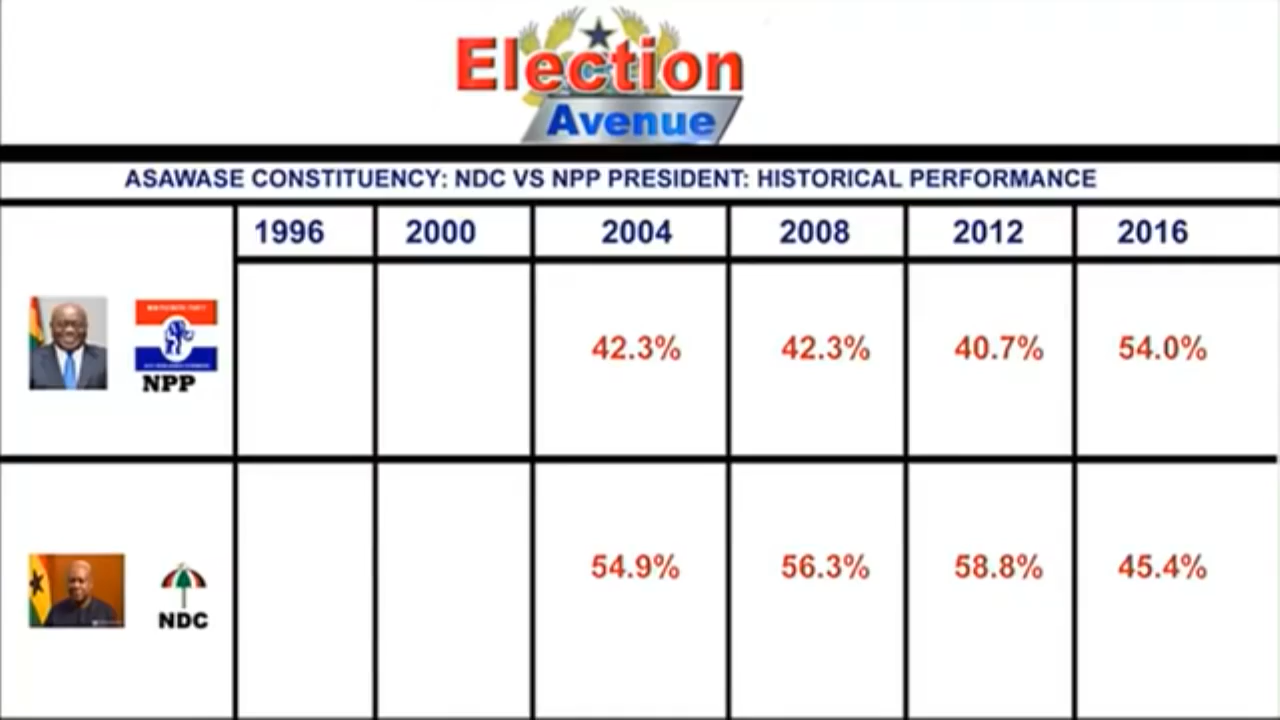 Election
Avenue
ASAWASE CONSTITUENCY: NDC VS NPP PRESIDENT: HISTORICAL PERFORMANCE
1996 2000 2004 2008 2012 2016
NPP 42.3% 42.3% 40.7% 54.0%
NDC 54.9% 56.3% 58.8% 45.4%